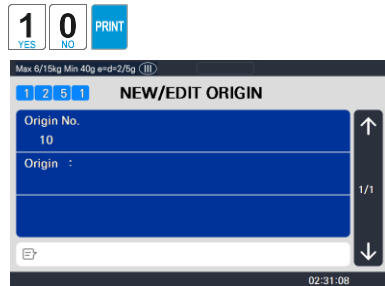 1 0 PRINT
YES NO
Max 6/15kg Min 40g e=d=2/5g III
1 2 5 1 NEW/EDIT ORIGIN
Origin No.
10
Origin :
1/1
02:31:08